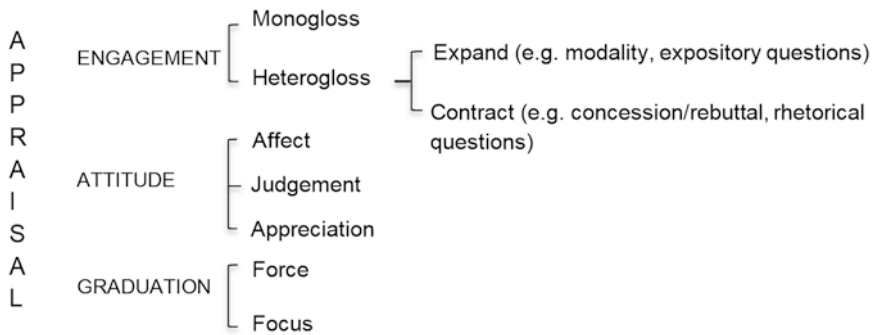 APPRAISAL
ENGAGEMENT
Monogloss
Heterogloss
Expand (e.g. modality, expository questions)
Contract (e.g. concession/rebuttal, rhetorical
questions)
ATTITUDE
Affect
Judgement
Appreciation
GRADUATION
Force
Focus